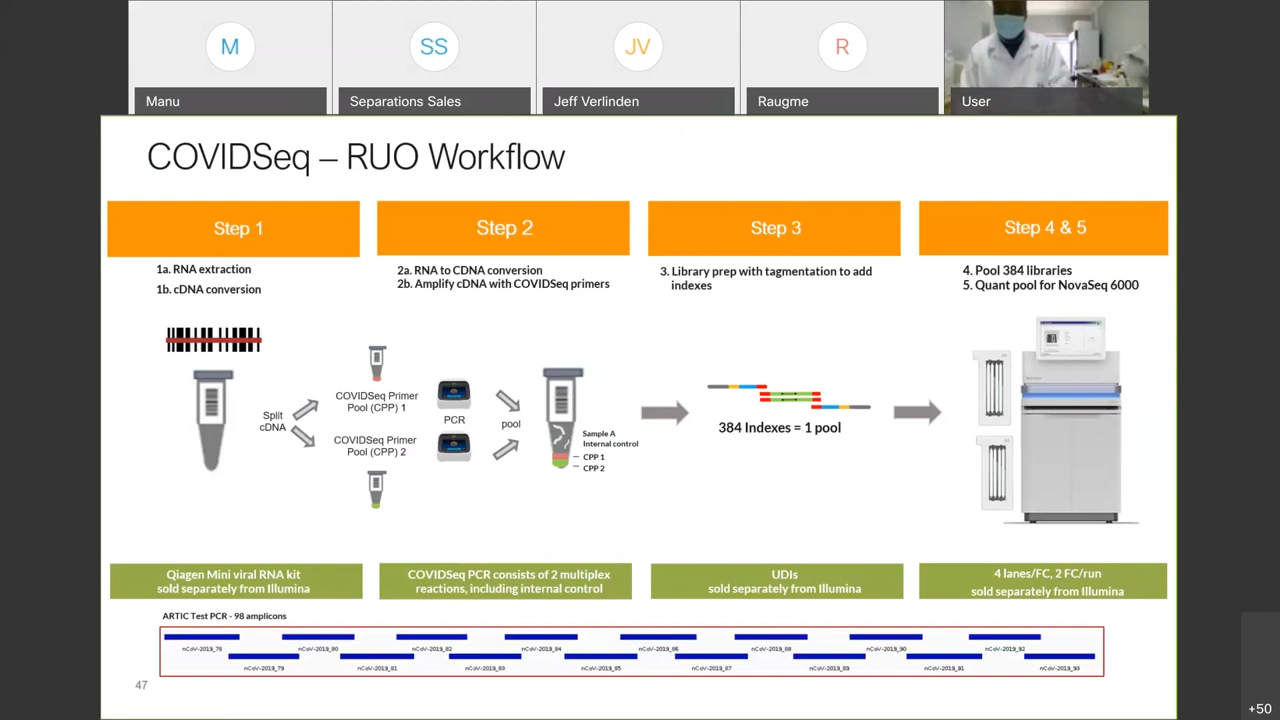 M
SS
JV
R
Manu
Separations Sales
Jeff Verlinden
Raugme
User
COVIDSeq – RUO Workflow
Step 1
Step 2
Step 3
Step 4 & 5
1a. RNA extraction
1b. cDNA conversion
2a. RNA to CDNA conversion
2b. Amplify cDNA with COVIDSeq primers
3. Library prep with tagmentation to add
indexes
4. Pool 384 libraries
5. Quant pool for NovaSeq 6000
Split
cDNA
COVIDSeq Primer
Pool (CPP) 1
COVIDSeq Primer
Pool (CPP) 2
PCR
pool
Sample A
Internal control
CPP 1
CPP 2
384 Indexes = 1 pool
Qiagen Mini viral RNA kit
sold separately from Illumina
COVIDSeq PCR consists of 2 multiplex
reactions, including internal control
UDIs
sold separately from Illumina
4 lanes/FC, 2 FC/run
sold separately from Illumina
ARTIC Test PCR - 98 amplicons
nCoV-2019_78
nCoV-2019_80
nCoV-2019_82
nCoV-2019_84
nCoV-2019_86
nCoV-2019_88
nCoV-2019_90
nCoV-2019_92
nCoV-2019_79
nCoV-2019_81
nCoV-2019_83
nCoV-2019_85
nCoV-2019_87
nCoV-2019_89
nCoV-2019_91
nCoV-2019_93
47
+50